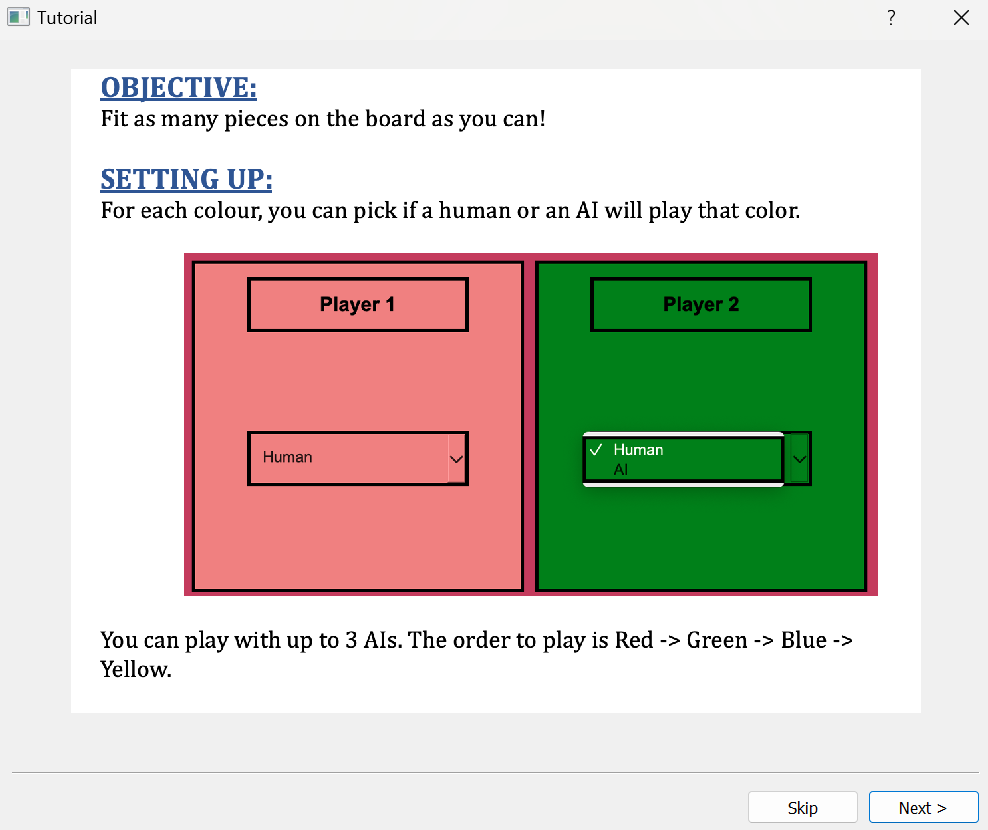 Tutorial ?
OBJECTIVE:
Fit as many pieces on the board as you can!
SETTING UP:
For each colour, you can pick if a human or an AI will play that color.
Player 1
Player 2
Human
✓ Human
AI
You can play with up to 3 AIs. The order to play is Red -> Green -> Blue ->
Yellow.
Skip
Next >